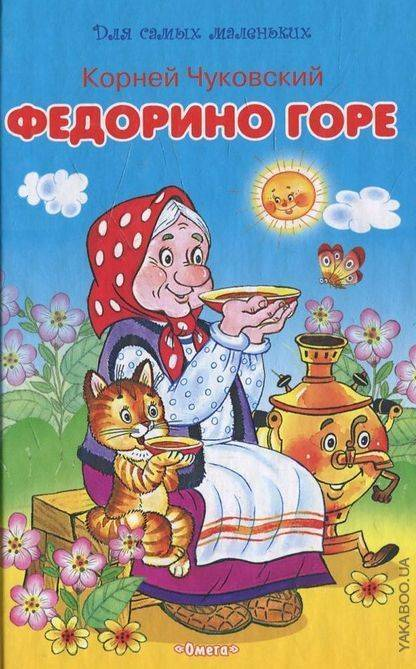 Для самых маленьких
Корней Чуковский
ФЕДОРИНО ГОРЕ
«Омега»
YAKABOO.UA